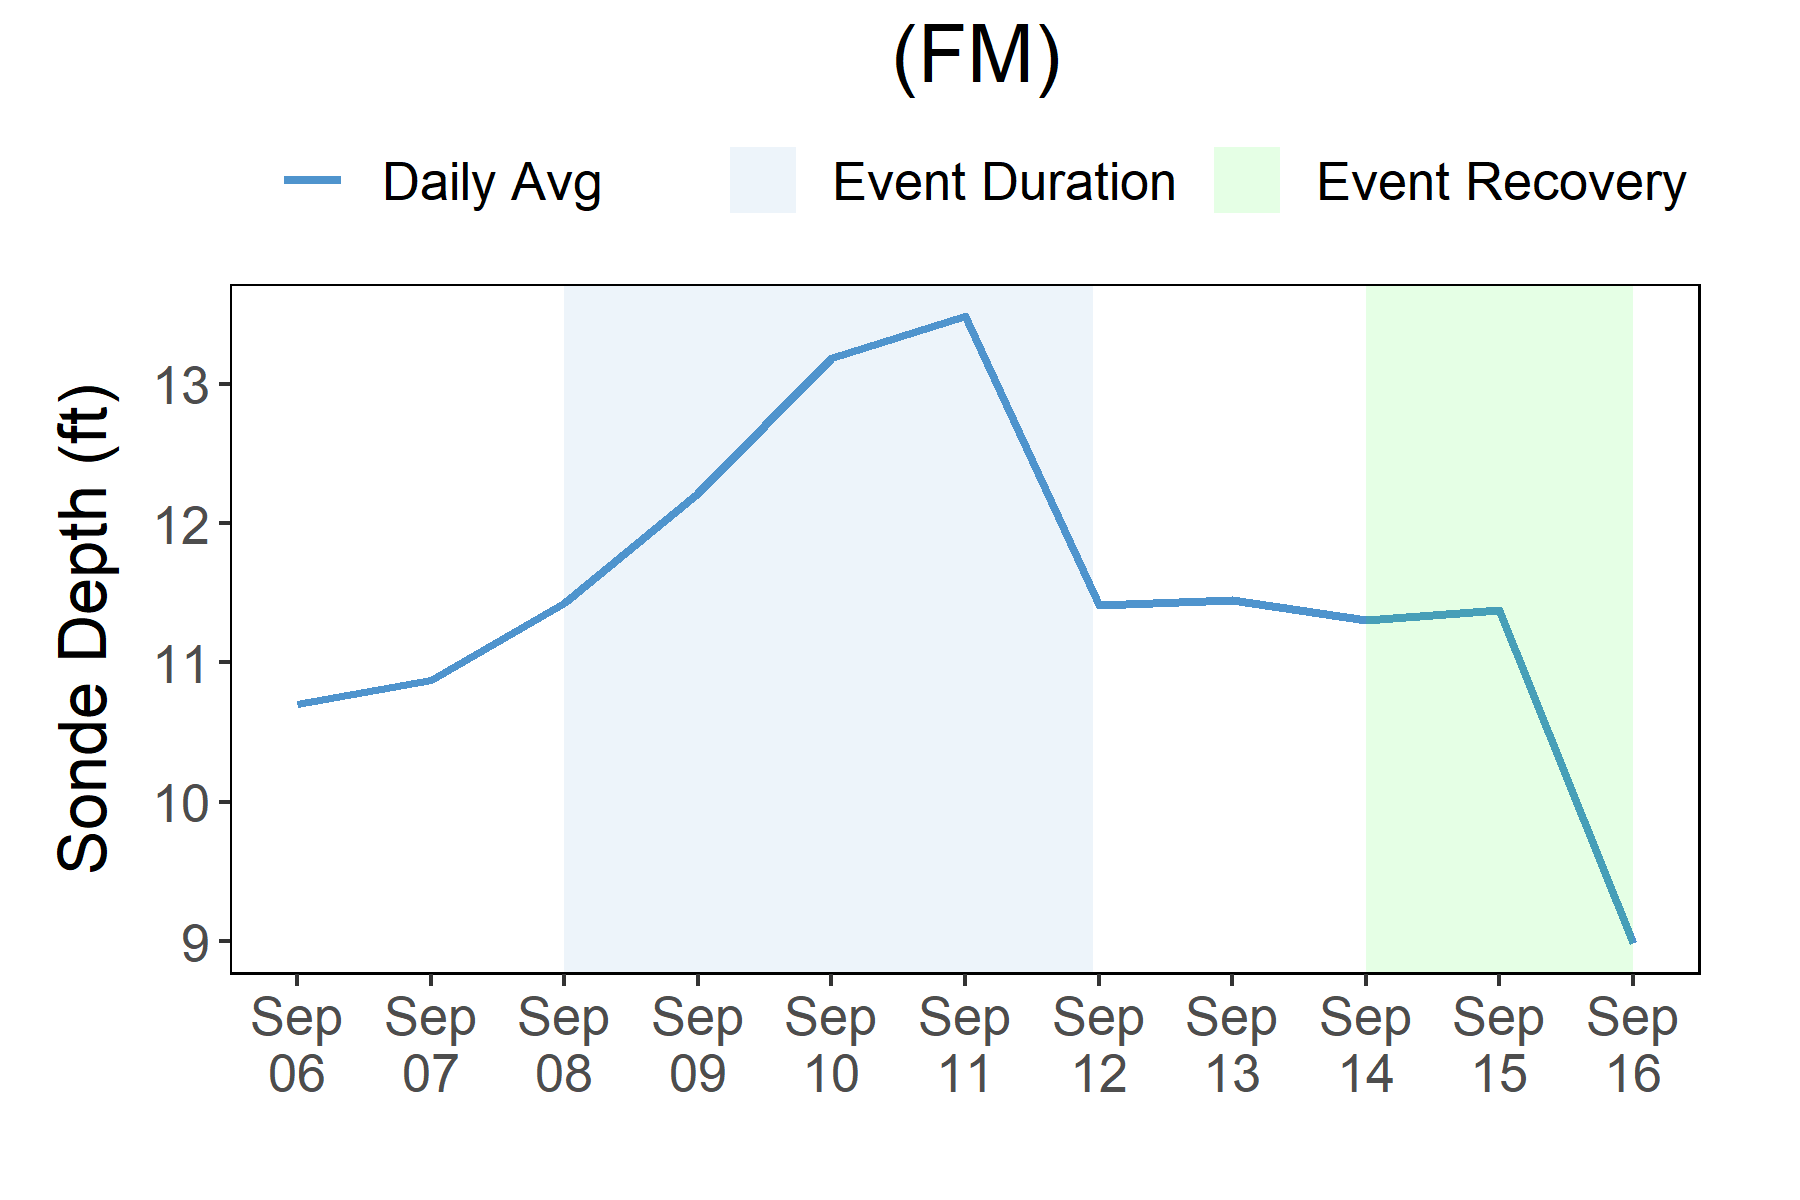 (FM)
Daily Avg
Event Duration
Event Recovery
Sonde Depth (ft)
13
12
11
10
9
Sep 06
Sep 07
Sep 08
Sep 09
Sep 10
Sep 11
Sep 12
Sep 13
Sep 14
Sep 15
Sep 16